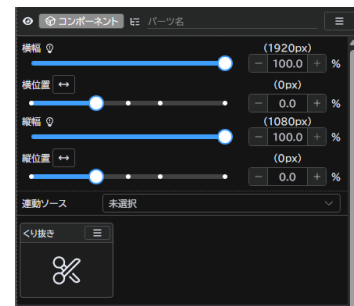 コンポーネント パーツ名
横幅 (1920px)
− 100.0 + %
横位置 ↔ (0px)
− 0.0 + %
縦幅 (1080px)
− 100.0 + %
縦位置 ↔ (0px)
− 0.0 + %
連動ソース 未選択
くり抜き